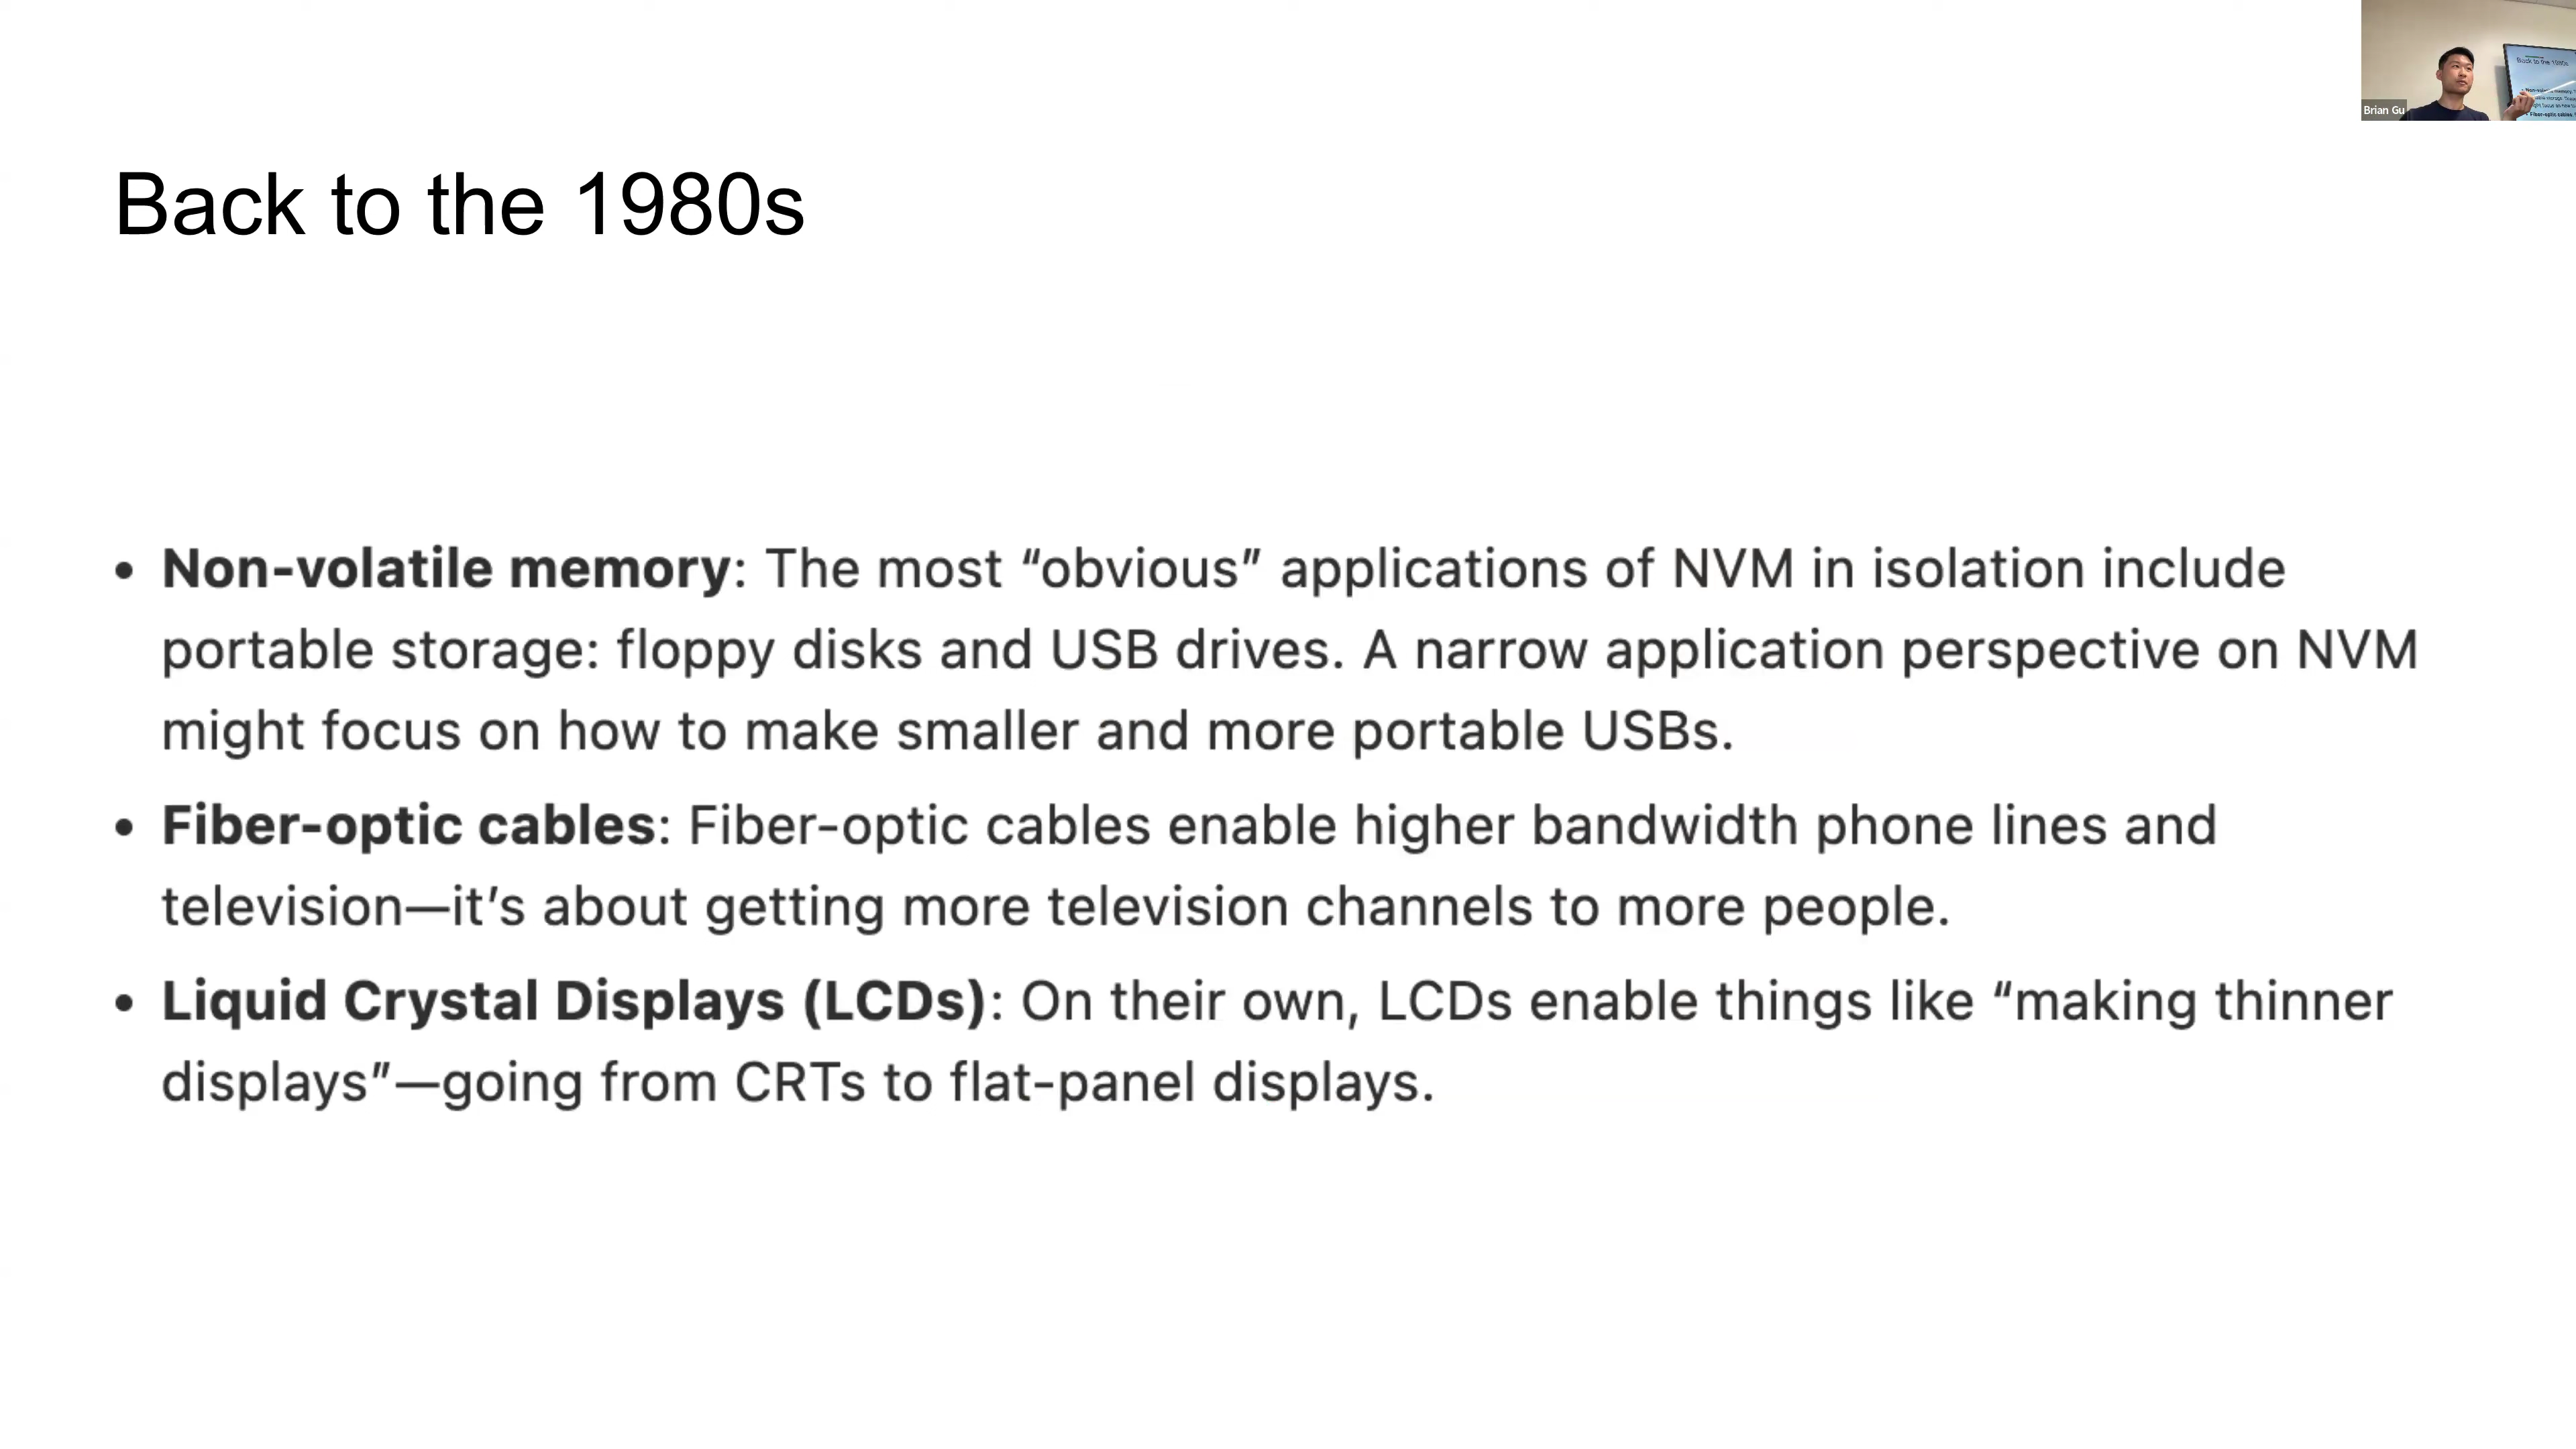 Brian Gu
Back to the 1980s
• Non-volatile memory: The most “obvious” applications of NVM in isolation include
portable storage: floppy disks and USB drives. A narrow application perspective on NVM
might focus on how to make smaller and more portable USBs.
• Fiber-optic cables: Fiber-optic cables enable higher bandwidth phone lines and
television—it’s about getting more television channels to more people.
• Liquid Crystal Displays (LCDs): On their own, LCDs enable things like “making thinner
displays”—going from CRTs to flat-panel displays.